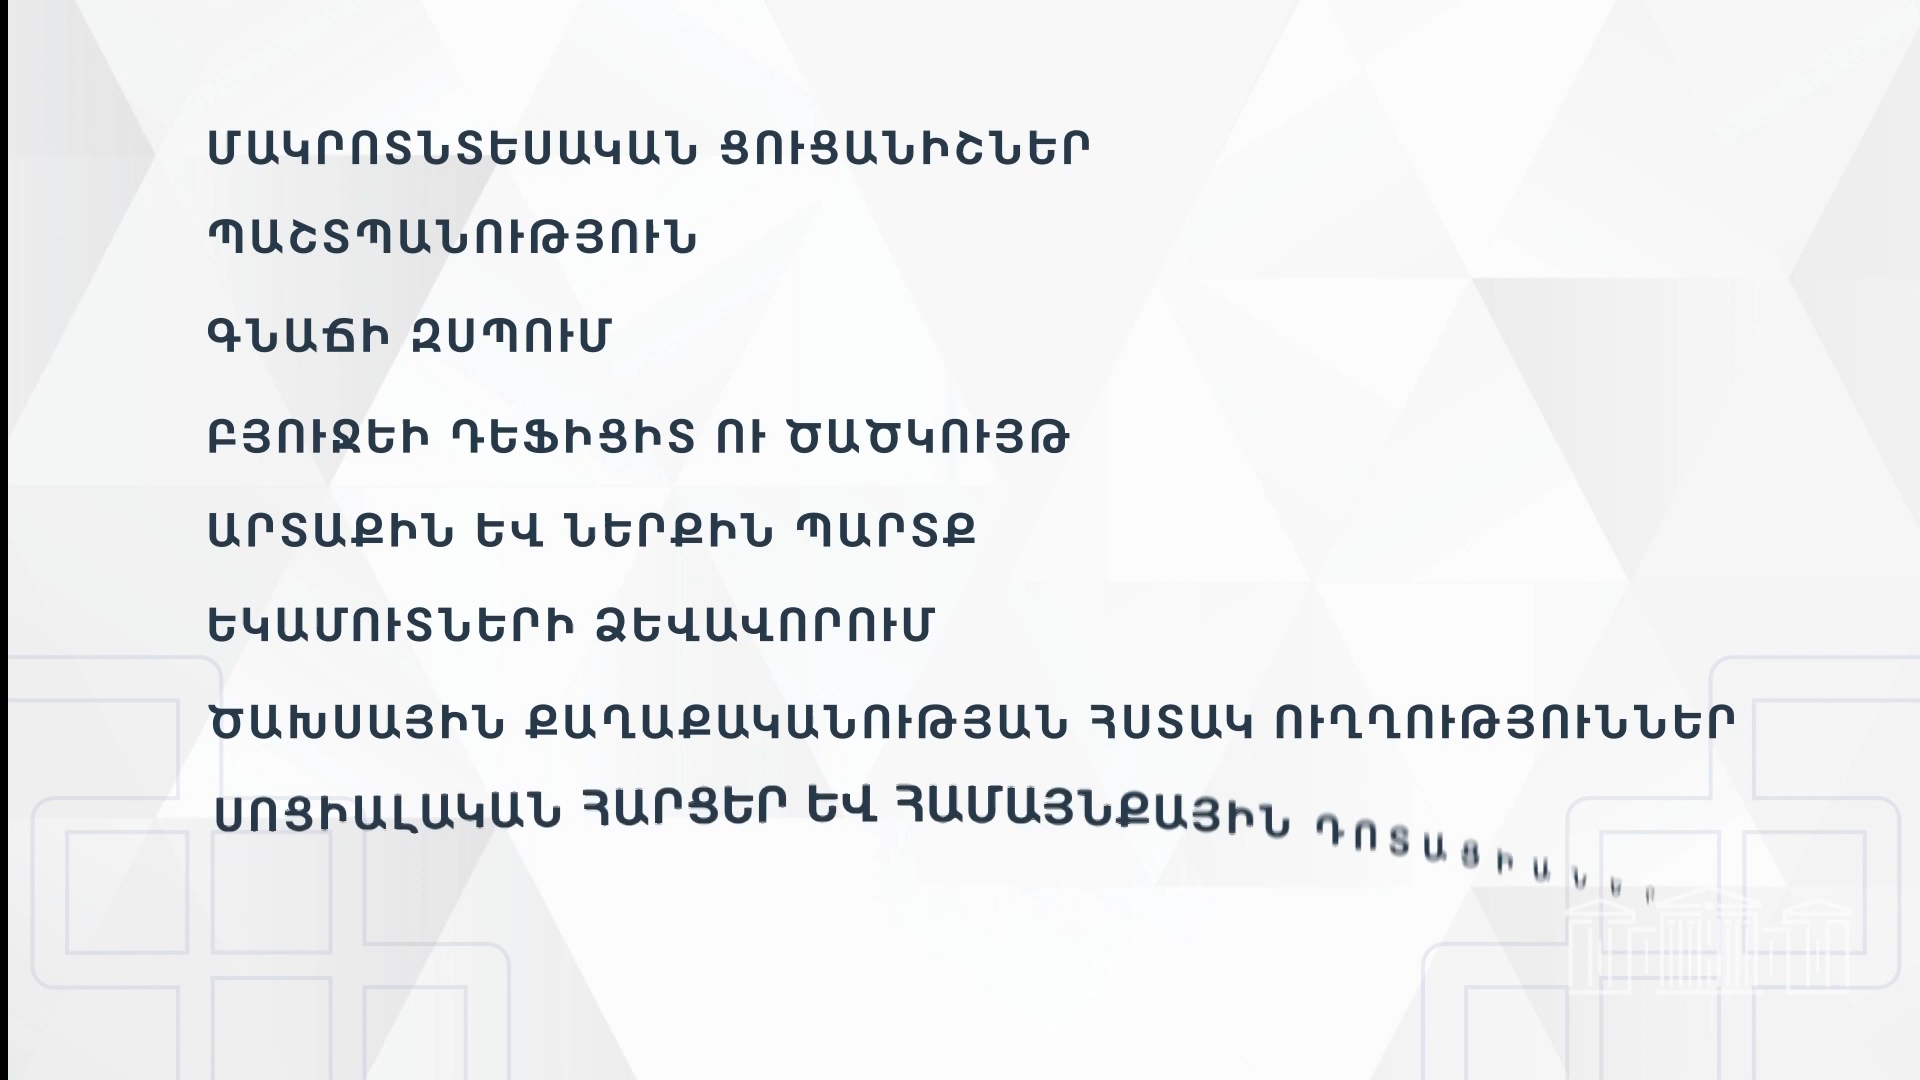 ՄԱԿՐՈՏՆՏԵՍԱԿԱՆ ՑՈՒՑԱՆԻՇՆԵՐ
ՊԱՇՏՊԱՆՈՒԹՅՈՒՆ
ԳՆԱՃԻ ԶՍՊՈՒՄ
ԲՅՈՒՋԵԻ ԴԵՖԻՑԻՏ ՈՒ ԾԱԾԿՈՒՅԹ
ԱՐՏԱՔԻՆ ԵՎ ՆԵՐՔԻՆ ՊԱՐՏՔ
ԵԿԱՄՈՒՏՆԵՐԻ ՁԵՎԱՎՈՐՈՒՄ
ԾԱԽՍԱՅԻՆ ՔԱՂԱՔԱԿԱՆՈՒԹՅԱՆ ՀՍՏԱԿ ՈՒՂՂՈՒԹՅՈՒՆՆԵՐ
ՍՈՑԻԱԼԱԿԱՆ ՀԱՐՑԵՐ ԵՎ ՀԱՄԱՅՆՔԱՅԻՆ ԴՈՏԱՑԻԱՆԵՐ